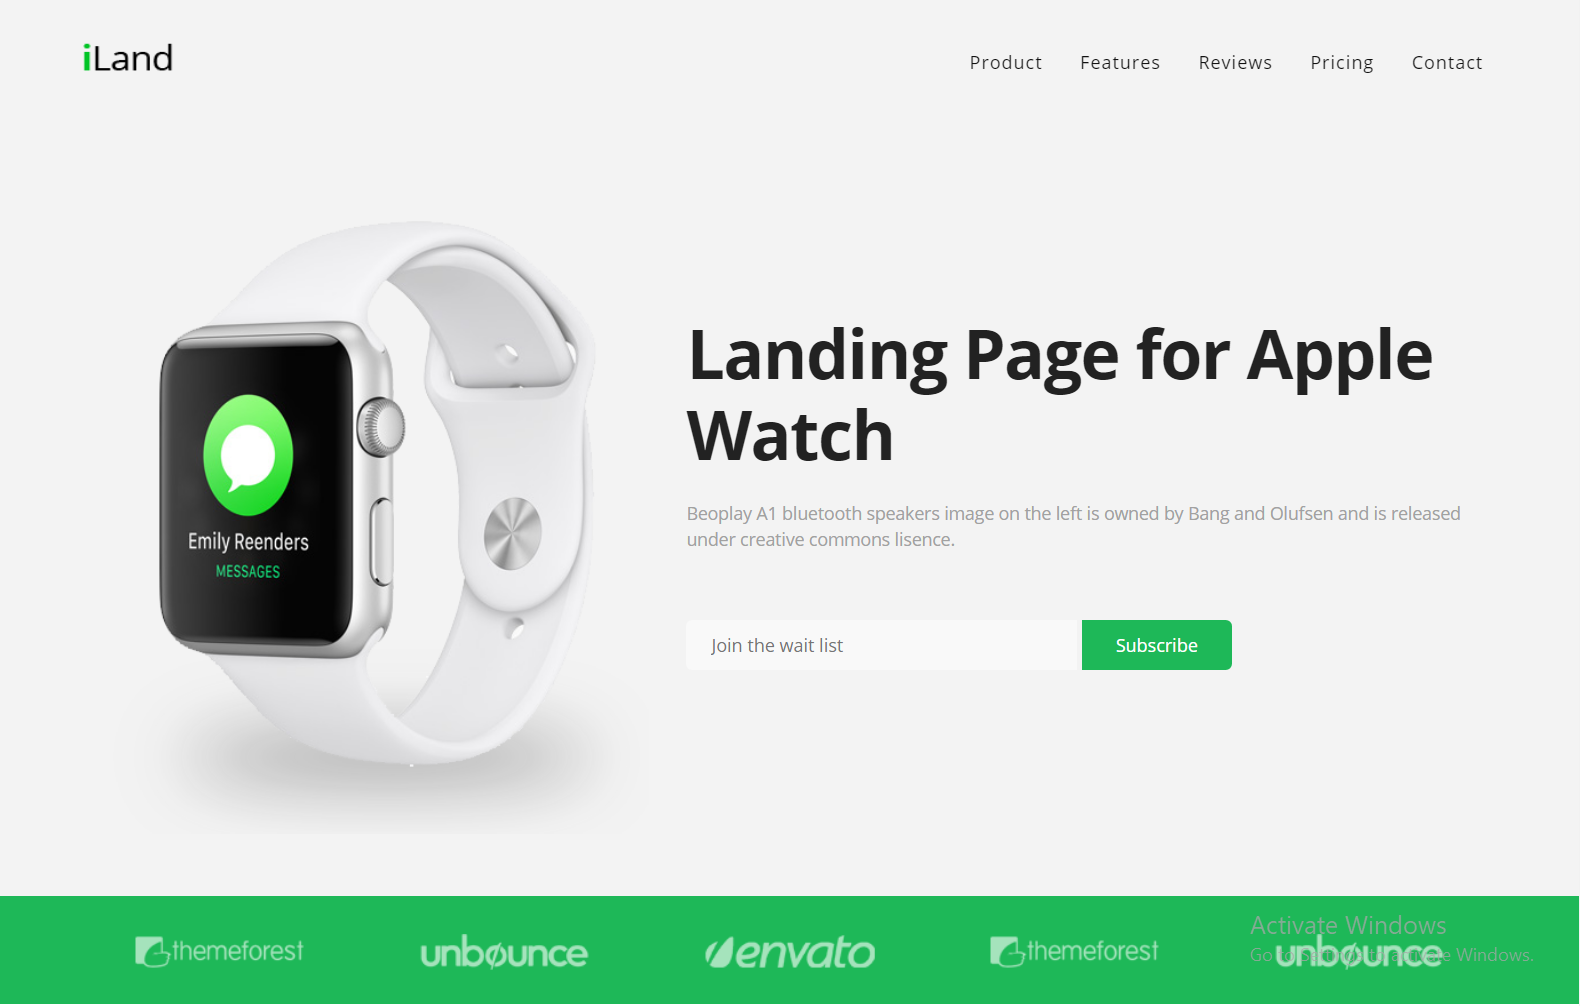 iLand
Product Features Reviews Pricing Contact
Landing Page for Apple
Watch
Emily Reenders
MESSAGES
Beoplay A1 bluetooth speakers image on the left is owned by Bang and Olufsen and is released
under creative commons lisence.
Join the wait list Subscribe
Activate Windows
Go to Settings to activate Windows.
themeforest unbounce envato themeforest unbounce